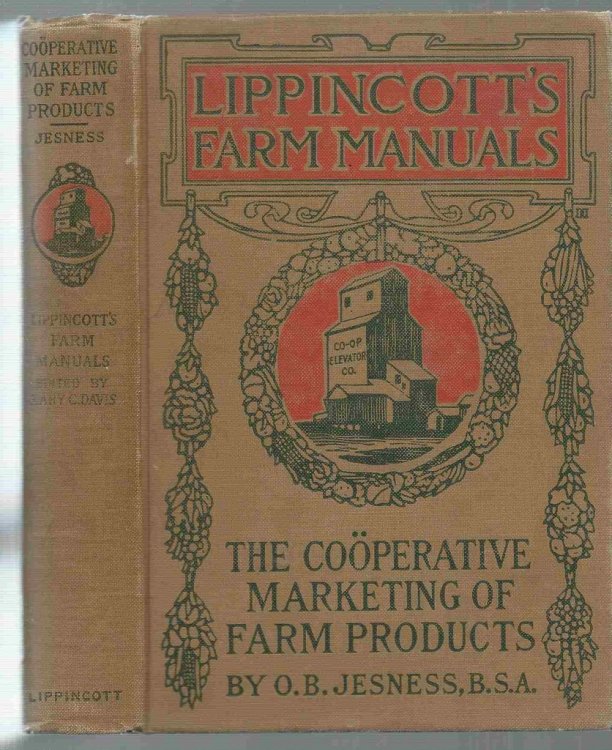 COÖPERATIVE
MARKETING
OF FARM
PRODUCTS
JESNESS
LIPPINCOTT'S
FARM
MANUALS
EDITED BY
C. DAVIS
LIPPINCOTT
LIPPINCOTT'S
FARM MANUALS
CO-OP
ELEVATOR
CO.
THE COÖPERATIVE
MARKETING OF
FARM PRODUCTS
BY O.B. JESNESS, B.S.A.